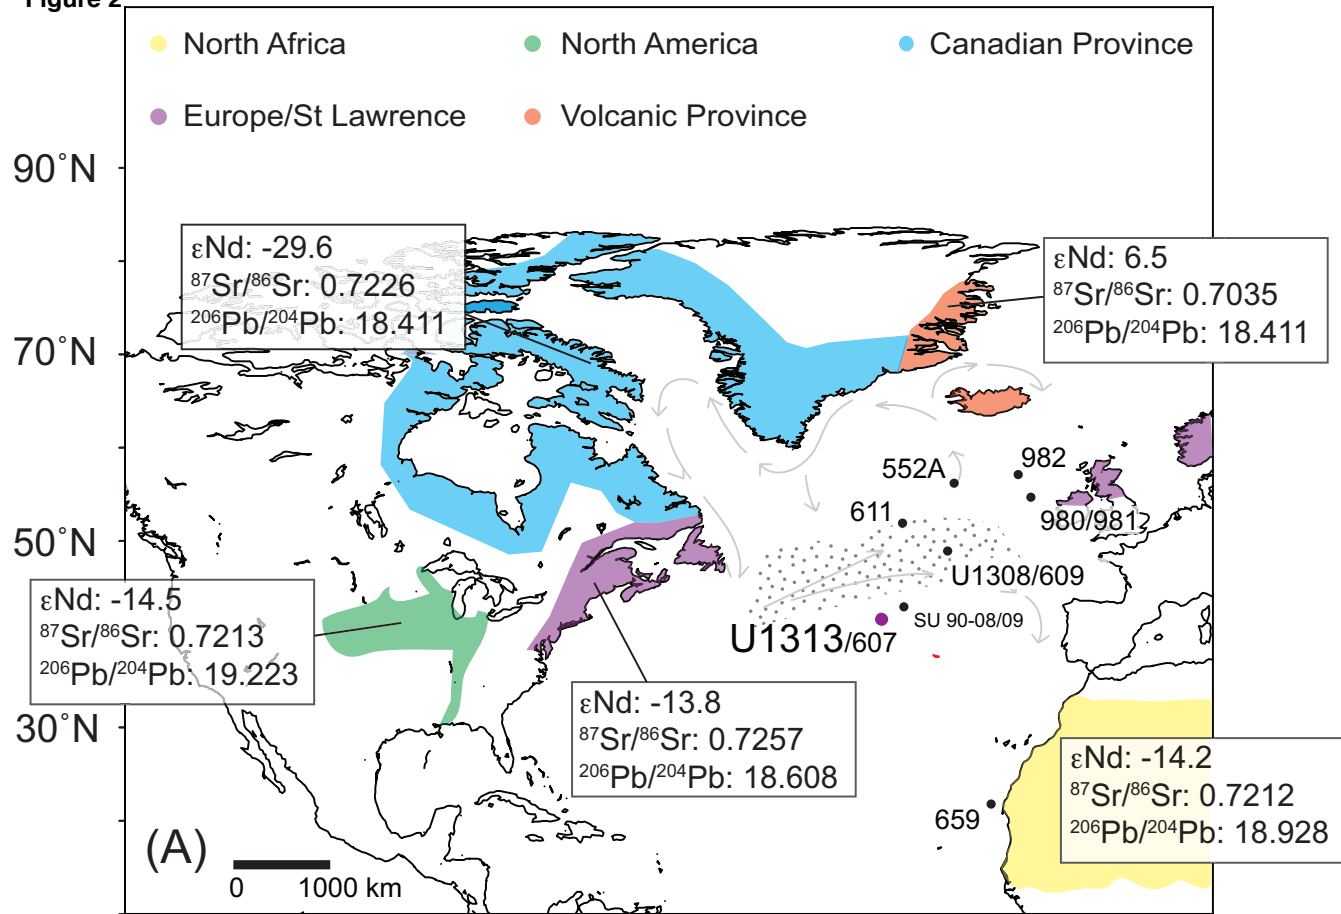 Figure 2
North Africa
North America
Canadian Province
Europe/St Lawrence
Volcanic Province
90˚N
70˚N
50˚N
30˚N
εNd: -29.6
⁸⁷Sr/⁸⁶Sr: 0.7226
²⁰⁶Pb/²⁰⁴Pb: 18.411
εNd: 6.5
⁸⁷Sr/⁸⁶Sr: 0.7035
²⁰⁶Pb/²⁰⁴Pb: 18.411
552A
982
611
980/981
U1308/609
SU 90-08/09
U1313/607
εNd: -14.5
⁸⁷Sr/⁸⁶Sr: 0.7213
²⁰⁶Pb/²⁰⁴Pb: 19.223
εNd: -13.8
⁸⁷Sr/⁸⁶Sr: 0.7257
²⁰⁶Pb/²⁰⁴Pb: 18.608
εNd: -14.2
⁸⁷Sr/⁸⁶Sr: 0.7212
²⁰⁶Pb/²⁰⁴Pb: 18.928
659
(A)
0 1000 km